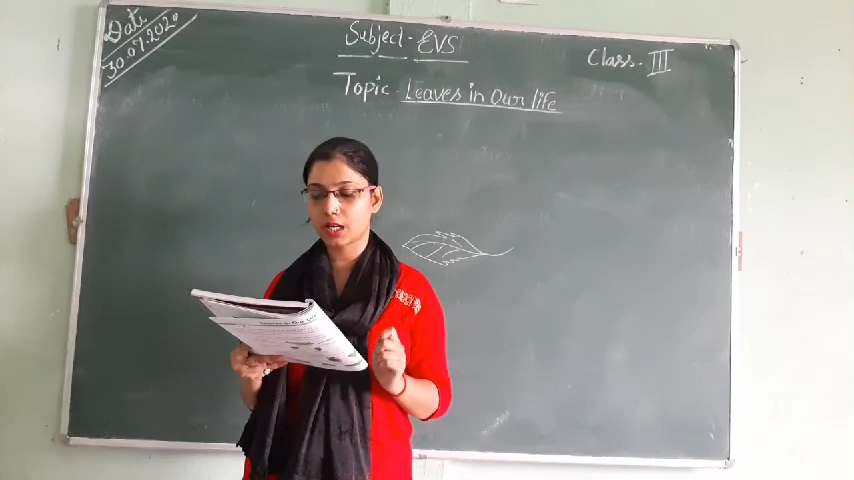 Date
30.07.2020
Subject - EVS
Class - III
Topic - Leaves in Our life